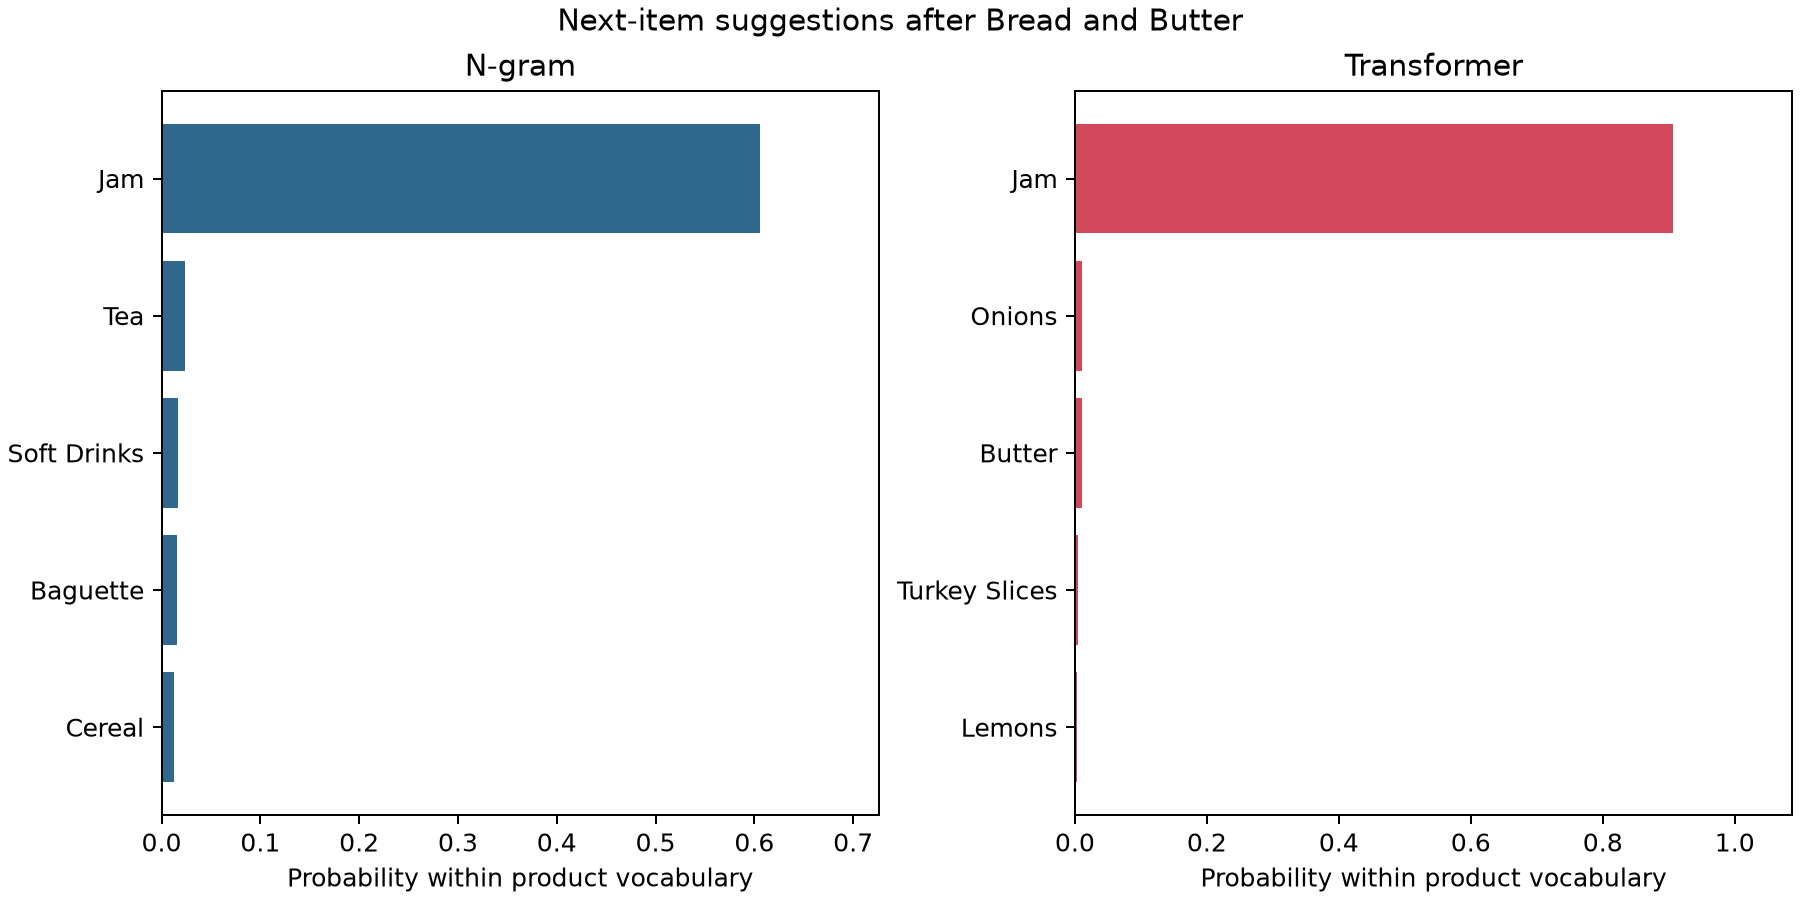 Next-item suggestions after Bread and Butter
N-gram
Jam
Tea
Soft Drinks
Baguette
Cereal
0.0 0.1 0.2 0.3 0.4 0.5 0.6 0.7
Probability within product vocabulary
Transformer
Jam
Onions
Butter
Turkey Slices
Lemons
0.0 0.2 0.4 0.6 0.8 1.0
Probability within product vocabulary